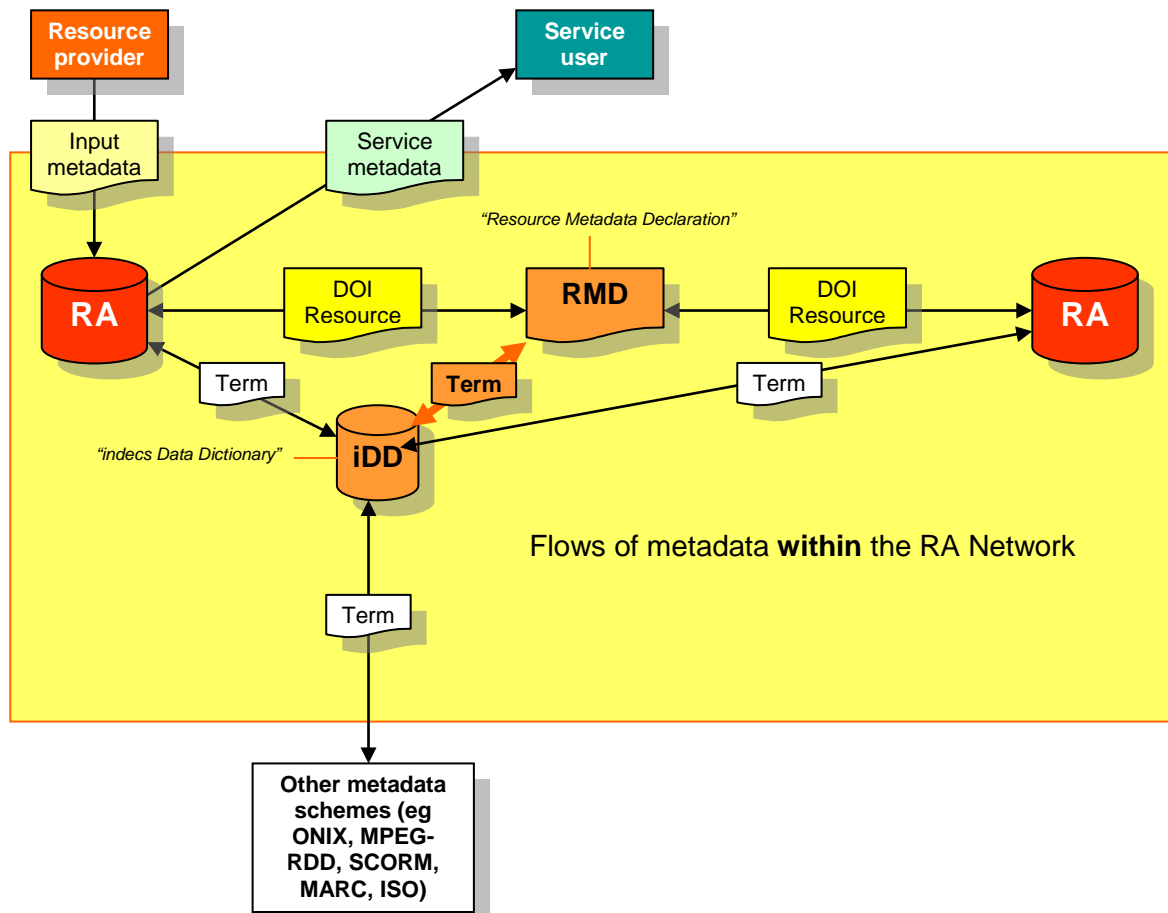 Resource
provider
Service
user
Input
metadata
Service
metadata
“Resource Metadata Declaration”
RA
DOI
Resource
RMD
DOI
Resource
RA
Term
Term
Term
“indecs Data Dictionary”
iDD
Flows of metadata within the RA Network
Term
Other metadata
schemes (eg
ONIX, MPEG-
RDD, SCORM,
MARC, ISO)